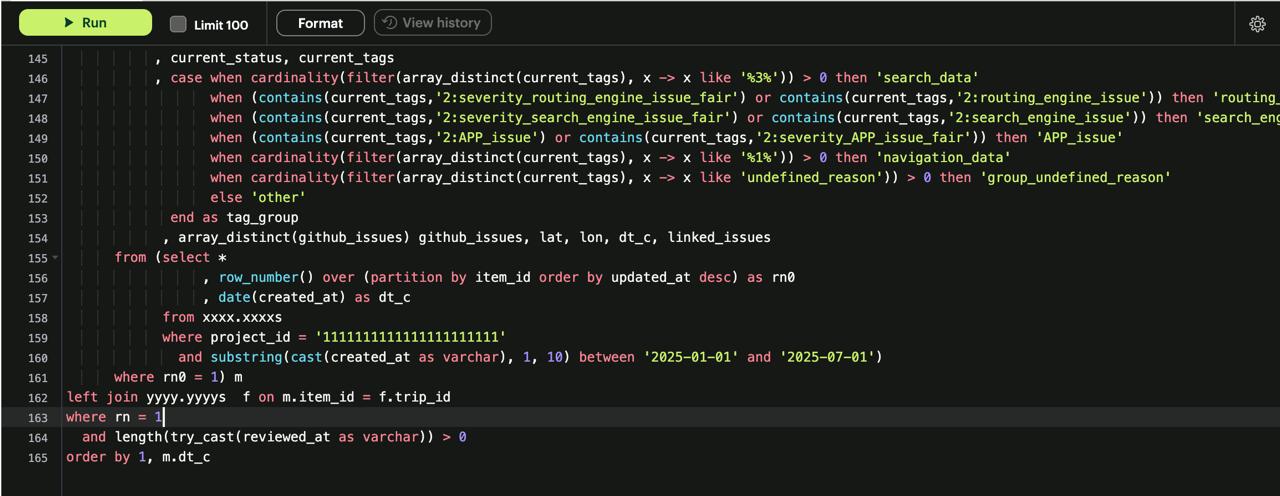 Run Limit 100 Format View history
145 , current_status, current_tags
146 , case when cardinality(filter(array_distinct(current_tags), x -> x like '%3%')) > 0 then 'search_data'
147 when (contains(current_tags,'2:severity_routing_engine_issue_fair') or contains(current_tags,'2:routing_engine_issue')) then 'routing_
148 when (contains(current_tags,'2:severity_search_engine_issue_fair') or contains(current_tags,'2:search_engine_issue')) then 'search_eng
149 when (contains(current_tags,'2:APP_issue') or contains(current_tags,'2:severity_APP_issue_fair')) then 'APP_issue'
150 when cardinality(filter(array_distinct(current_tags), x -> x like '%1%')) > 0 then 'navigation_data'
151 when cardinality(filter(array_distinct(current_tags), x -> x like 'undefined_reason')) > 0 then 'group_undefined_reason'
152 else 'other'
153 end as tag_group
154 , array_distinct(github_issues) github_issues, lat, lon, dt_c, linked_issues
155 from (select *
156 , row_number() over (partition by item_id order by updated_at desc) as rn0
157 , date(created_at) as dt_c
158 from xxxx.xxxxs
159 where project_id = '1111111111111111111111'
160 and substring(cast(created_at as varchar), 1, 10) between '2025-01-01' and '2025-07-01')
161 where rn0 = 1) m
162 left join yyyy.yyyys f on m.item_id = f.trip_id
163 where rn = 1
164 and length(try_cast(reviewed_at as varchar)) > 0
165 order by 1, m.dt_c